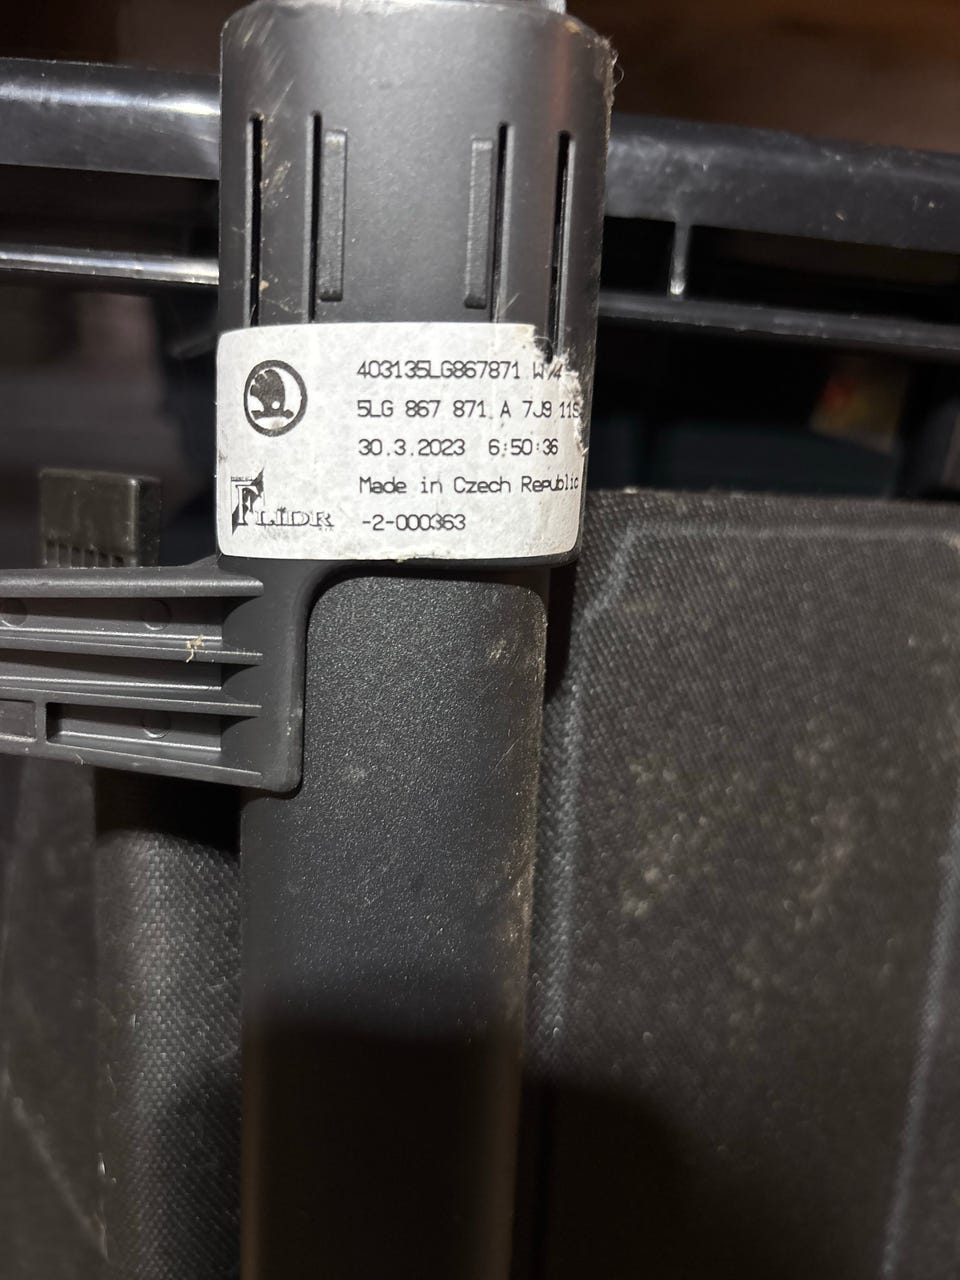 403135LG867871
5LG 867 871 A 7J9
30.3.2023 6:50:36
Made in Czech Republic
FLIDR
-2-000363